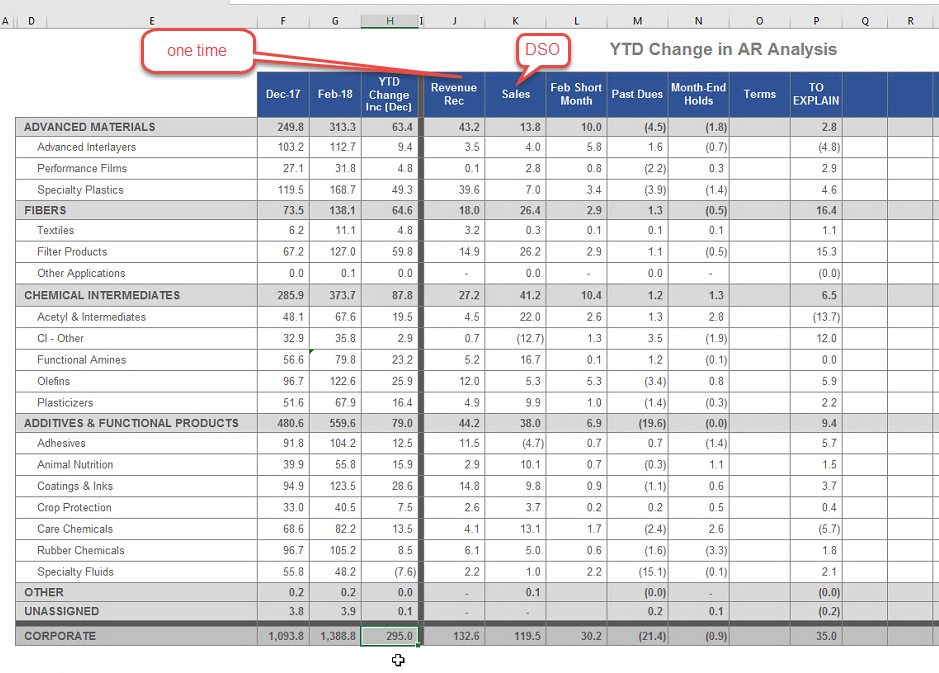 A D E F G H I J K L M N O P Q R
one time DSO YTD Change in AR Analysis
Dec-17 Feb-18 YTD Change Inc (Dec) Revenue Rec Sales Feb Short Month Past Dues Month-End Holds Terms TO EXPLAIN
ADVANCED MATERIALS 249.8 313.3 63.4 43.2 13.8 10.0 (4.5) (1.8) 2.8
Advanced Interlayers 103.2 112.7 9.4 3.5 4.0 5.8 1.6 (0.7) (4.8)
Performance Films 27.1 31.8 4.8 0.1 2.8 0.8 (2.2) 0.3 2.9
Specialty Plastics 119.5 168.7 49.3 39.6 7.0 3.4 (3.9) (1.4) 4.6
FIBERS 73.5 138.1 64.6 18.0 26.4 2.9 1.3 (0.5) 16.4
Textiles 6.2 11.1 4.8 3.2 0.3 0.1 0.1 0.1 1.1
Filter Products 67.2 127.0 59.8 14.9 26.2 2.9 1.1 (0.5) 15.3
Other Applications 0.0 0.1 0.0 - 0.0 - 0.0 - (0.0)
CHEMICAL INTERMEDIATES 285.9 373.7 87.8 27.2 41.2 10.4 1.2 1.3 6.5
Acetyl & Intermediates 48.1 67.6 19.5 4.5 22.0 2.6 1.3 2.8 (13.7)
CI - Other 32.9 35.8 2.9 0.7 (12.7) 1.3 3.5 (1.9) 12.0
Functional Amines 56.6 79.8 23.2 5.2 16.7 0.1 1.2 (0.1) 0.0
Olefins 96.7 122.6 25.9 12.0 5.3 5.3 (3.4) 0.8 5.9
Plasticizers 51.6 67.9 16.4 4.9 9.9 1.0 (1.4) (0.3) 2.2
ADDITIVES & FUNCTIONAL PRODUCTS 480.6 559.6 79.0 44.2 38.0 6.9 (19.6) (0.0) 9.4
Adhesives 91.8 104.2 12.5 11.5 (4.7) 0.7 0.7 (1.4) 5.7
Animal Nutrition 39.9 55.8 15.9 2.9 10.1 0.7 (0.3) 1.1 1.5
Coatings & Inks 94.9 123.5 28.6 14.8 9.8 0.9 (1.1) 0.6 3.7
Crop Protection 33.0 40.5 7.5 2.6 3.7 0.2 0.2 0.5 0.4
Care Chemicals 68.6 82.2 13.5 4.1 13.1 1.7 (2.4) 2.6 (5.7)
Rubber Chemicals 96.7 105.2 8.5 6.1 5.0 0.6 (1.6) (3.3) 1.8
Specialty Fluids 55.8 48.2 (7.6) 2.2 1.0 2.2 (15.1) (0.1) 2.1
OTHER 0.2 0.2 0.0 - 0.1 (0.0) - (0.0)
UNASSIGNED 3.8 3.9 0.1 - - 0.2 0.1 (0.2)
CORPORATE 1,093.8 1,388.8 295.0 132.6 119.5 30.2 (21.4) (0.9) 35.0